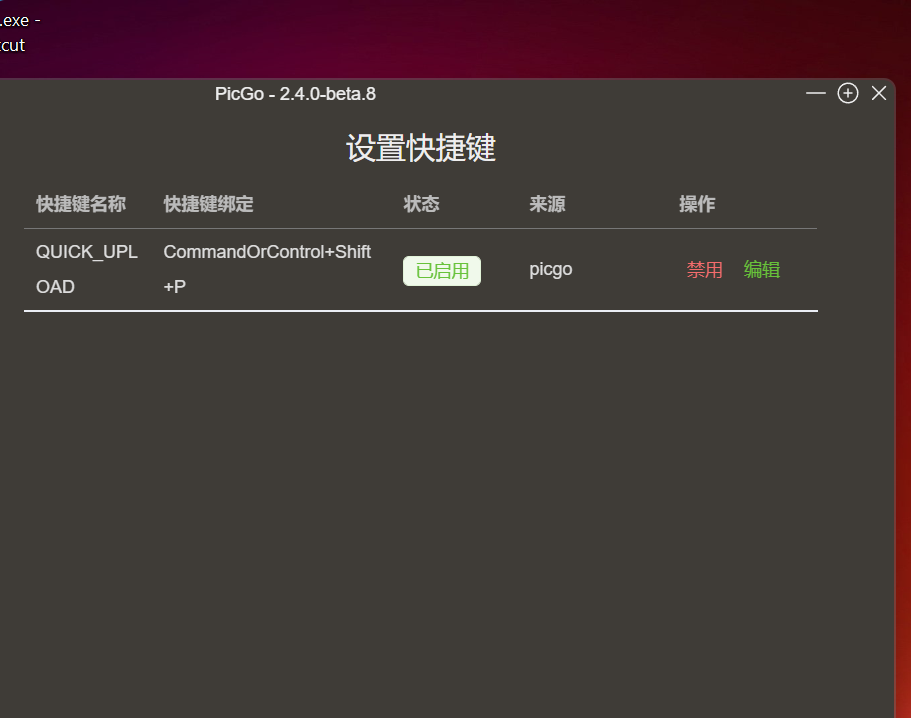 .exe -
cut
PicGo - 2.4.0-beta.8
设置快捷键
快捷键名称 快捷键绑定 状态 来源 操作
QUICK_UPL CommandOrControl+Shift
已启用 picgo 禁用 编辑
OAD +P